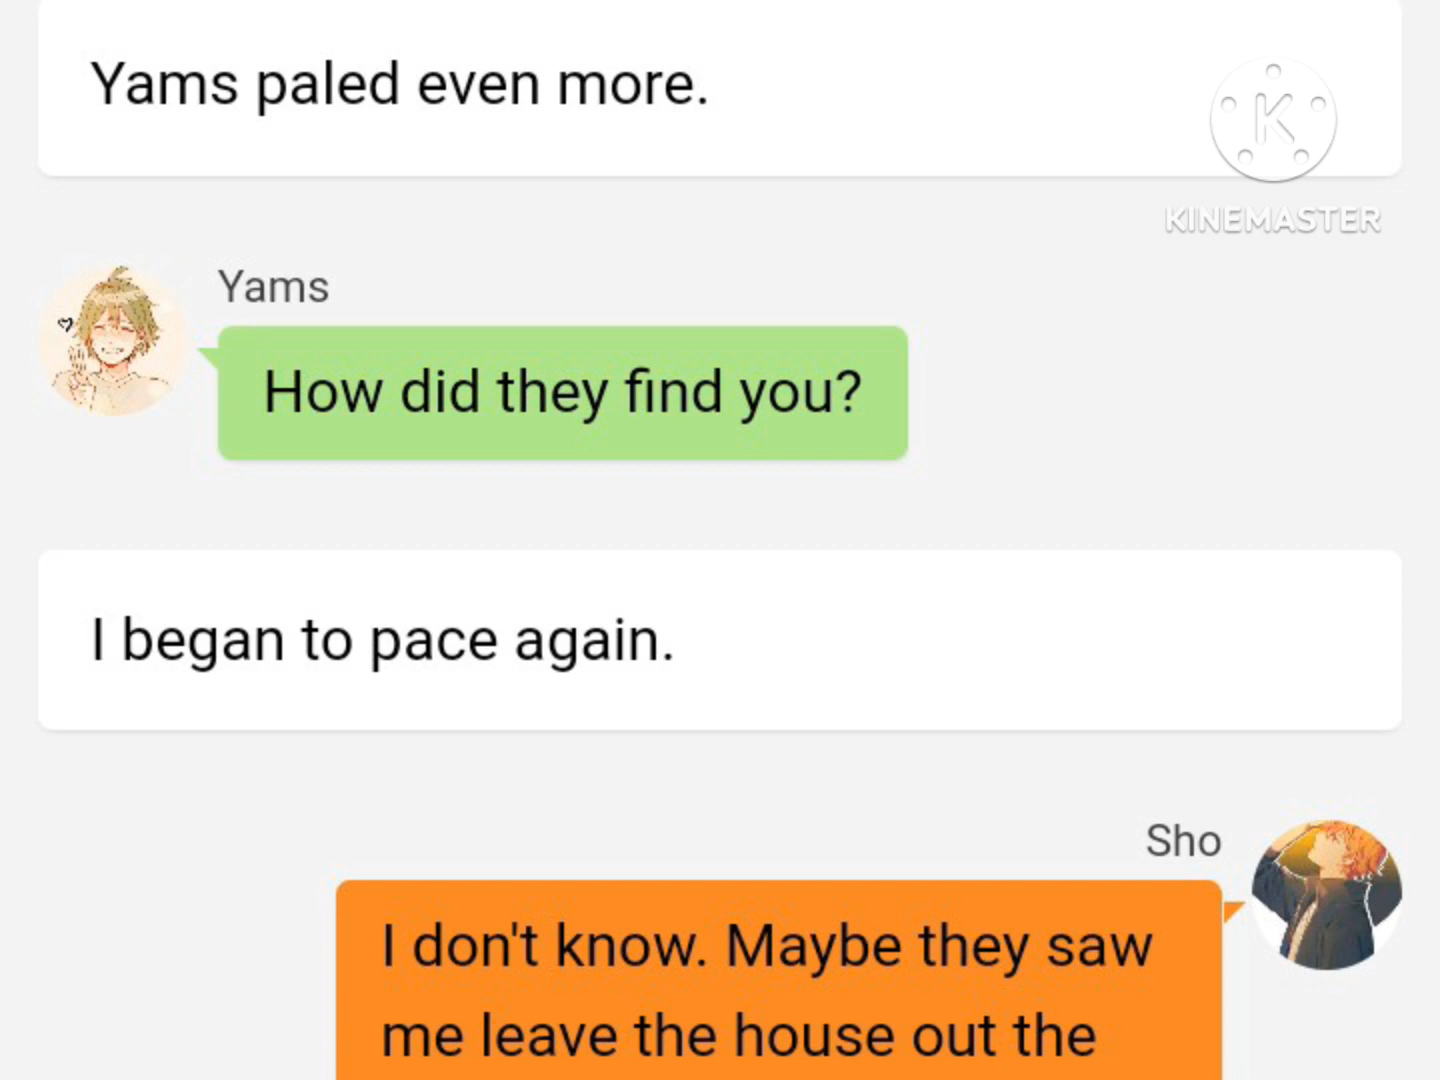 Yams paled even more.
K
KINEMASTER
Yams
How did they find you?
I began to pace again.
Sho
I don't know. Maybe they saw
me leave the house out the